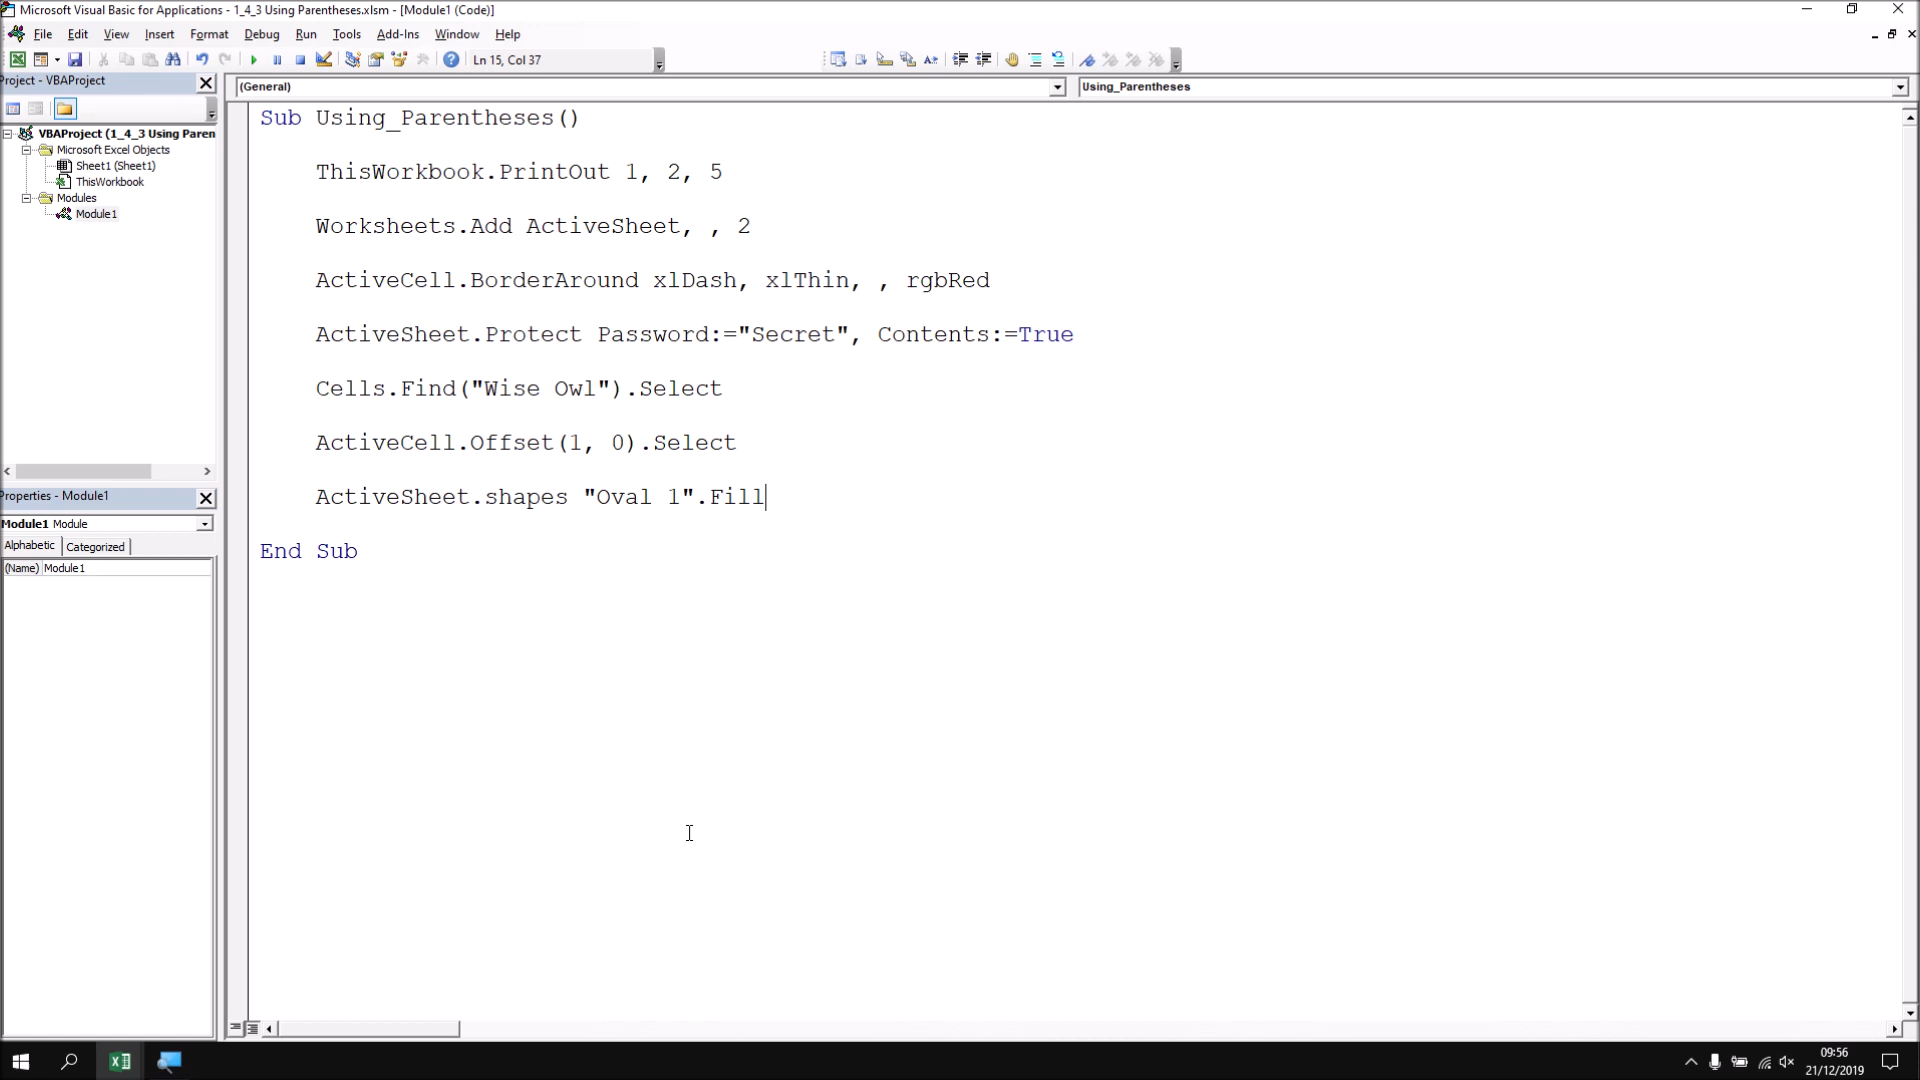 Microsoft Visual Basic for Applications - 1_4_3 Using Parentheses.xlsm - [Module1 (Code)]
File Edit View Insert Format Debug Run Tools Add-Ins Window Help
Ln 15, Col 37
Project - VBAProject
(General)
Using_Parentheses
VBAProject (1_4_3 Using Paren
Microsoft Excel Objects
Sheet1 (Sheet1)
ThisWorkbook
Modules
Module1
Properties - Module1
Module1 Module
Alphabetic Categorized
(Name) Module1
Sub Using_Parentheses()
ThisWorkbook.PrintOut 1, 2, 5
Worksheets.Add ActiveSheet, , 2
ActiveCell.BorderAround xlDash, xlThin, , rgbRed
ActiveSheet.Protect Password:="Secret", Contents:=True
Cells.Find("Wise Owl").Select
ActiveCell.Offset(1, 0).Select
ActiveSheet.shapes "Oval 1".Fill
End Sub
09:56
21/12/2019